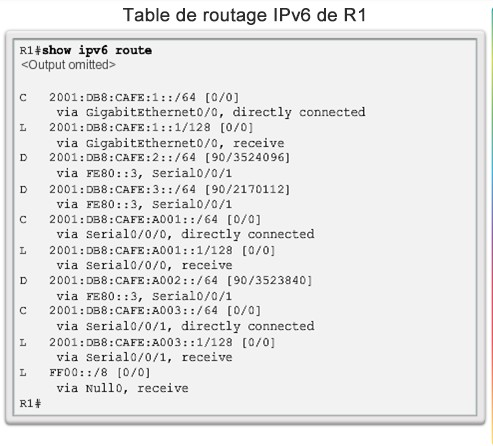 Table de routage IPv6 de R1
R1#show ipv6 route
<Output omitted>
C 2001:DB8:CAFE:1::/64 [0/0]
via GigabitEthernet0/0, directly connected
L 2001:DB8:CAFE:1::1/128 [0/0]
via GigabitEthernet0/0, receive
D 2001:DB8:CAFE:2::/64 [90/3524096]
via FE80::3, Serial0/0/1
D 2001:DB8:CAFE:3::/64 [90/2170112]
via FE80::3, Serial0/0/1
C 2001:DB8:CAFE:A001::/64 [0/0]
via Serial0/0/0, directly connected
L 2001:DB8:CAFE:A001::1/128 [0/0]
via Serial0/0/0, receive
D 2001:DB8:CAFE:A002::/64 [90/3523840]
via FE80::3, Serial0/0/1
C 2001:DB8:CAFE:A003::/64 [0/0]
via Serial0/0/1, directly connected
L 2001:DB8:CAFE:A003::1/128 [0/0]
via Serial0/0/1, receive
L FF00::/8 [0/0]
via Null0, receive
R1#